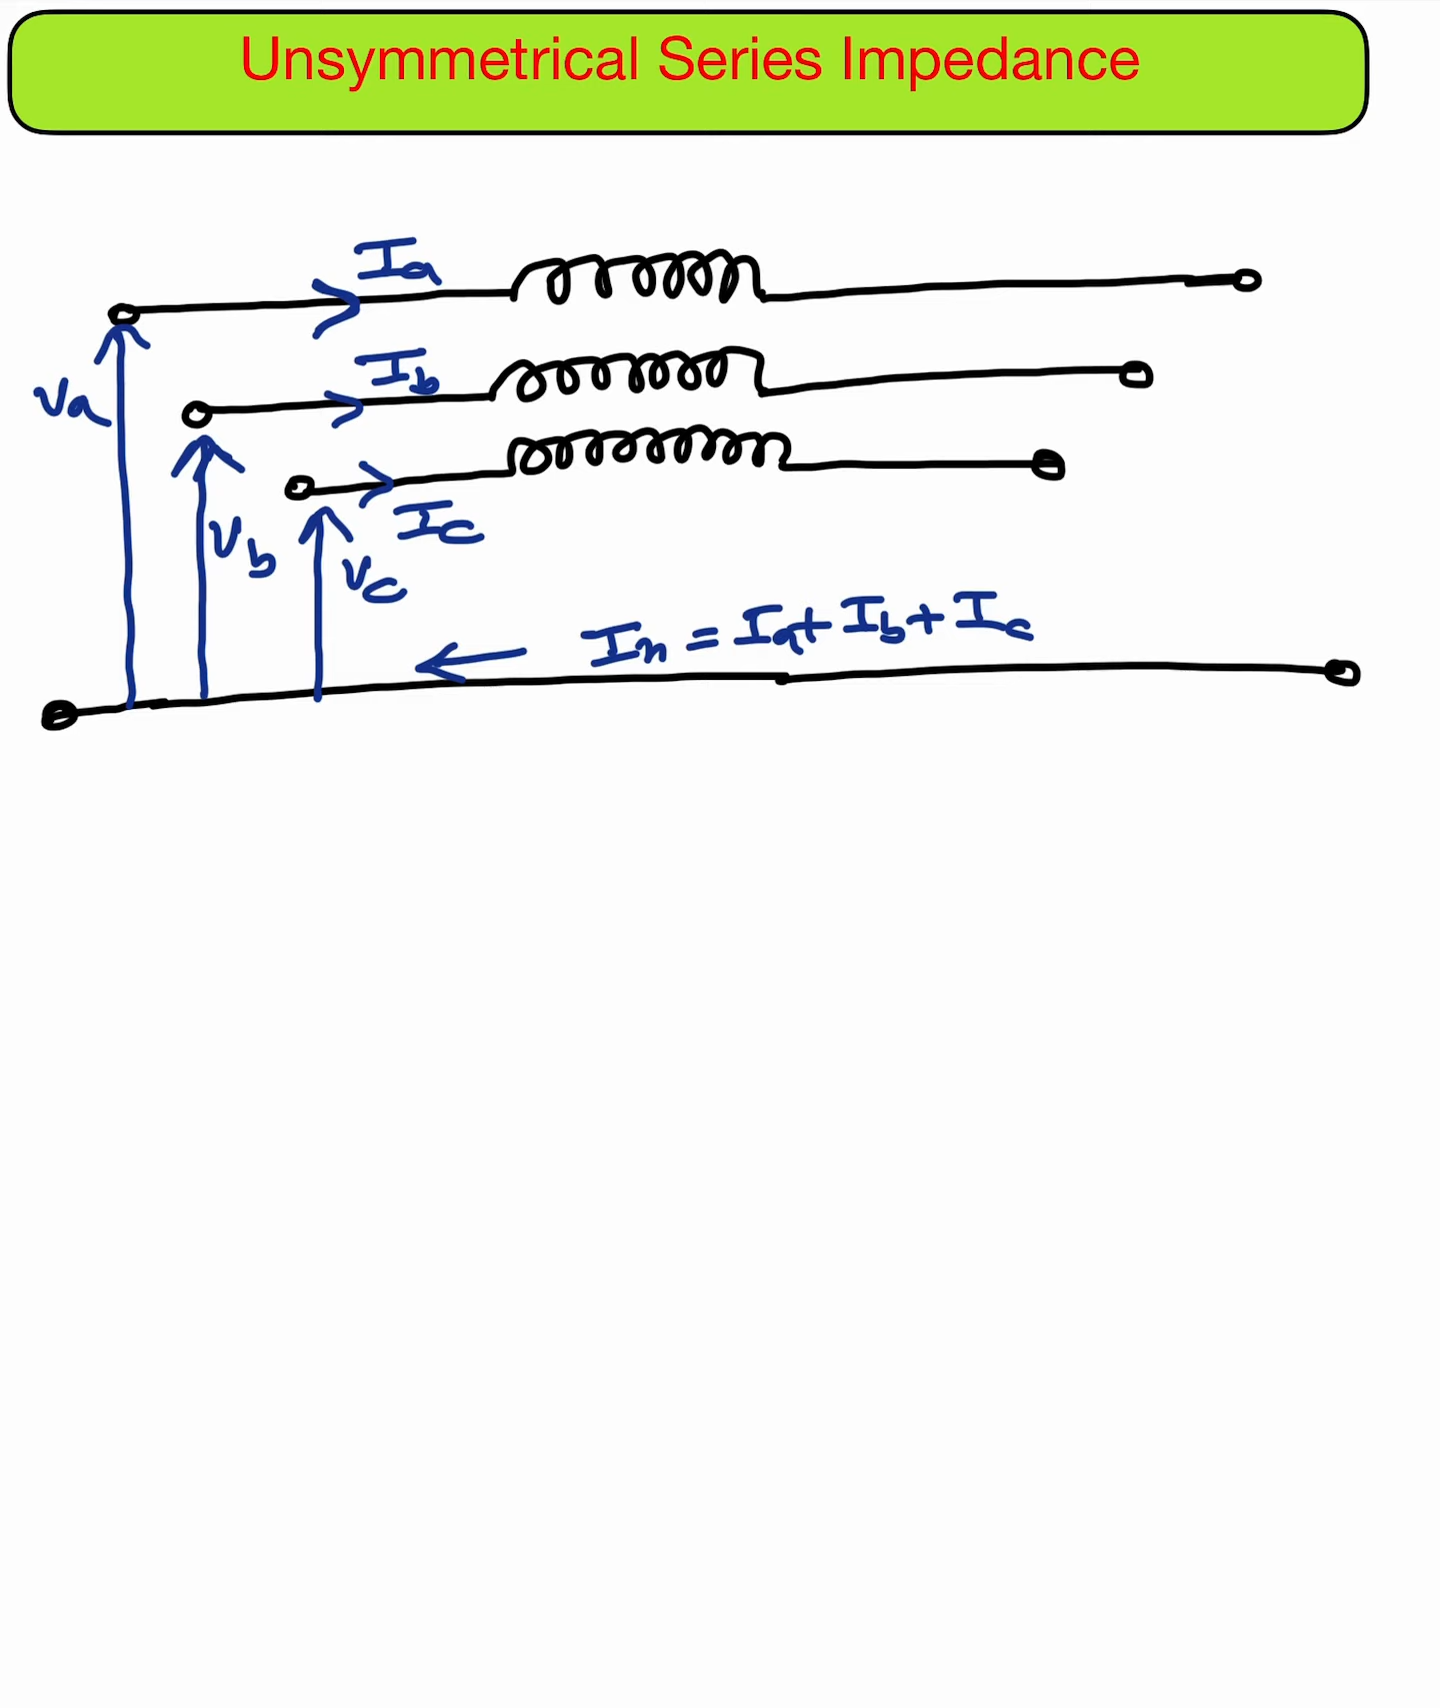 Unsymmetrical Series Impedance
Ia
Ib
Va
Ic
Vb
Vc
In = Ia + Ib + Ic